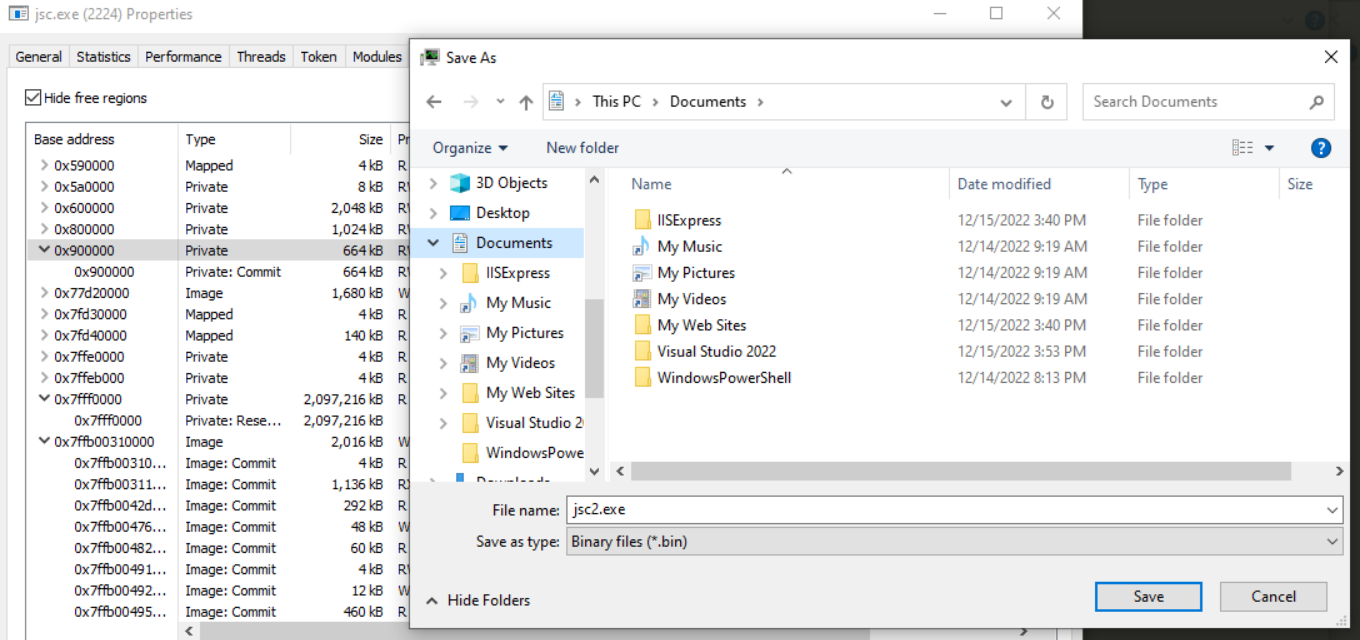 jsc.exe (2224) Properties
General Statistics Performance Threads Token Modules
Hide free regions
Base address Type Size Pr
0x590000 Mapped 4 kB R
0x5a0000 Private 8 kB RW
0x600000 Private 2,048 kB RW
0x800000 Private 1,024 kB RW
0x900000 Private 664 kB RW
0x900000 Private: Commit 664 kB RW
0x77d20000 Image 1,680 kB W
0x7fd30000 Mapped 4 kB R
0x7fd40000 Mapped 140 kB R
0x7ffe0000 Private 4 kB R
0x7ffeb000 Private 4 kB R
0x7fff0000 Private 2,097,216 kB R
0x7fff0000 Private: Rese... 2,097,216 kB
0x7ffb00310000 Image 2,016 kB W
0x7ffb00310... Image: Commit 4 kB R
0x7ffb00311... Image: Commit 1,136 kB RX
0x7ffb0042d... Image: Commit 292 kB R
0x7ffb00476... Image: Commit 48 kB W
0x7ffb00482... Image: Commit 60 kB R
0x7ffb00491... Image: Commit 4 kB RW
0x7ffb00492... Image: Commit 12 kB W
0x7ffb00495... Image: Commit 460 kB R
Save As
This PC Documents
Search Documents
Organize New folder
3D Objects
Desktop
Documents
IISExpress
My Music
My Pictures
My Videos
My Web Sites
Visual Studio 2
WindowsPowe
Downloads
Name Date modified Type Size
IISExpress 12/15/2022 3:40 PM File folder
My Music 12/14/2022 9:19 AM File folder
My Pictures 12/14/2022 9:19 AM File folder
My Videos 12/14/2022 9:19 AM File folder
My Web Sites 12/15/2022 3:40 PM File folder
Visual Studio 2022 12/15/2022 3:53 PM File folder
WindowsPowerShell 12/14/2022 8:13 PM File folder
File name: jsc2.exe
Save as type: Binary files (*.bin)
Hide Folders
Save Cancel